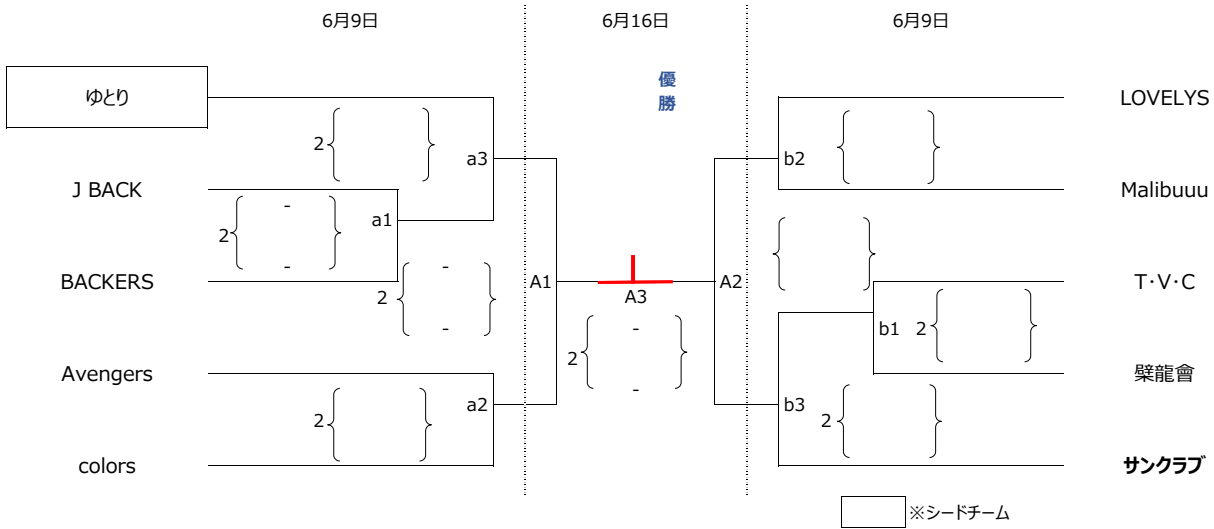 6月9日 6月16日 6月9日
優
勝
ゆとり LOVELYS
2 a3 b2
J BACK Malibuuu
2 - a1
-
BACKERS 2 - A1 A3 A2 T・V・C
- b1 2
2 -
-
Avengers 檗龍會
2 a2 b3 2
colors サンクラブ
※シードチーム